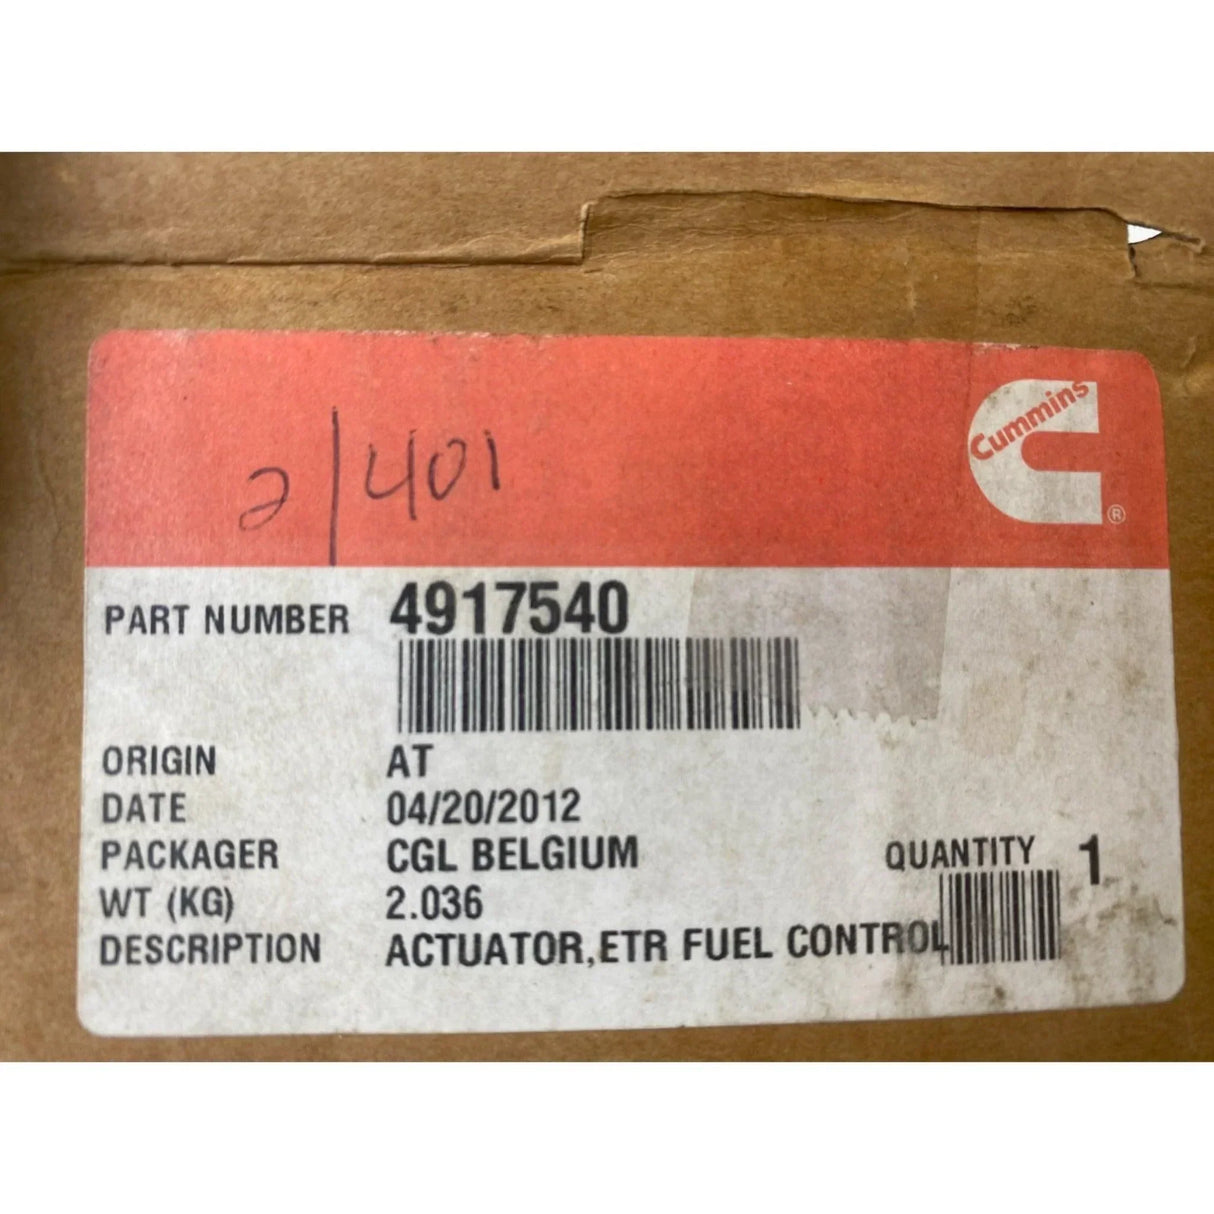 Cummins
®
2/401
PART NUMBER 4917540
ORIGIN AT
DATE 04/20/2012
PACKAGER CGL BELGIUM QUANTITY 1
WT (KG) 2.036
DESCRIPTION ACTUATOR,ETR FUEL CONTROL